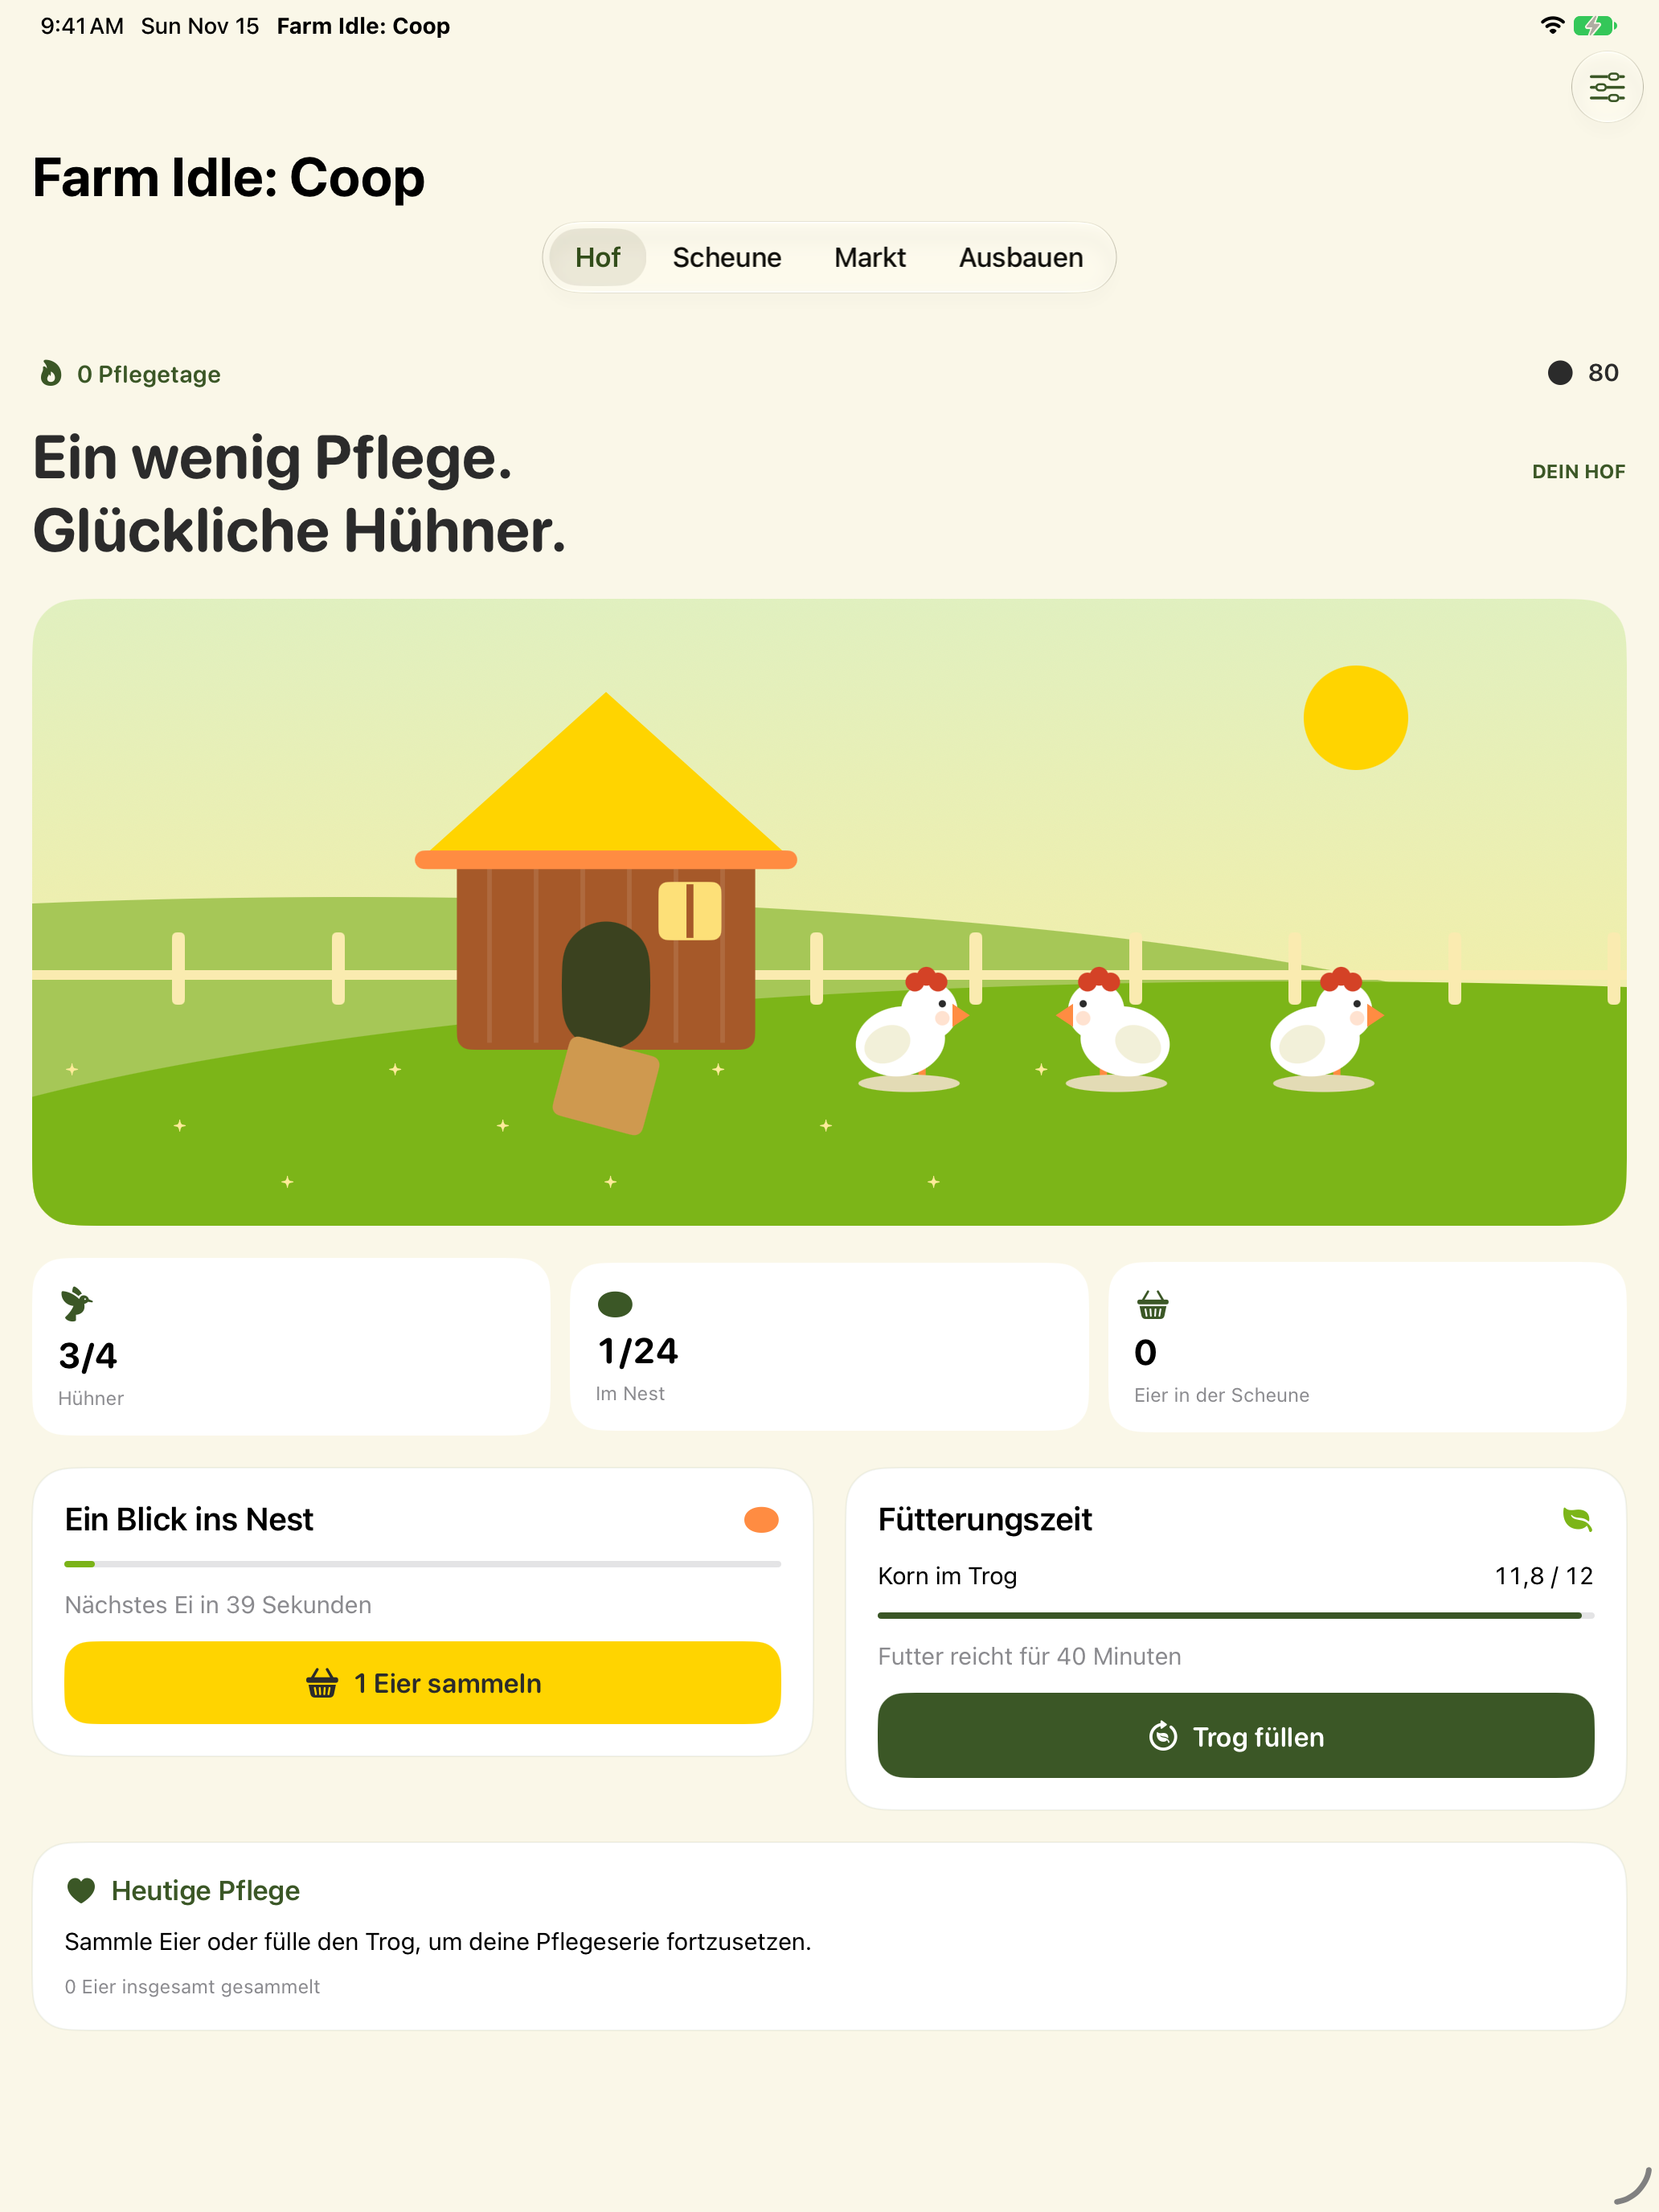 9:41 AM Sun Nov 15 Farm Idle: Coop
Farm Idle: Coop
Hof Scheune Markt Ausbauen
0 Pflegetage
80
Ein wenig Pflege.
Glückliche Hühner.
DEIN HOF
3/4
Hühner
1/24
Im Nest
0
Eier in der Scheune
Ein Blick ins Nest
Nächstes Ei in 39 Sekunden
1 Eier sammeln
Fütterungszeit
Korn im Trog 11,8 / 12
Futter reicht für 40 Minuten
Trog füllen
Heutige Pflege
Sammle Eier oder fülle den Trog, um deine Pflegeserie fortzusetzen.
0 Eier insgesamt gesammelt